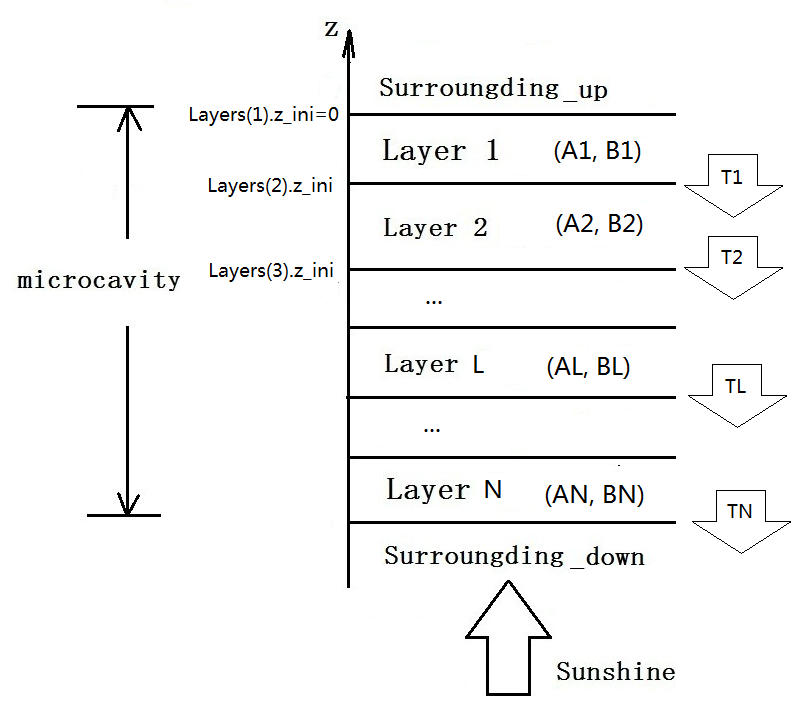 z
Surroungding_up
Layers(1).z_ini=0
Layer 1 (A1, B1)
T1
Layers(2).z_ini
Layer 2 (A2, B2)
T2
Layers(3).z_ini
microcavity
...
Layer L (AL, BL)
TL
...
Layer N (AN, BN)
TN
Surroungding_down
Sunshine